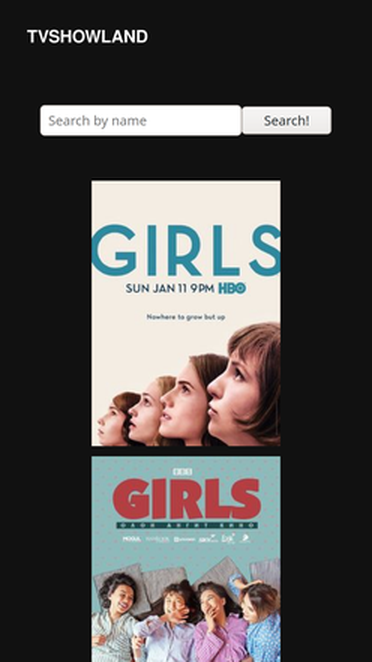 TVSHOWLAND
Search by name
Search!
GIRLS
SUN JAN 11 9PM HBO
Nowhere to grow but up
GIRLS